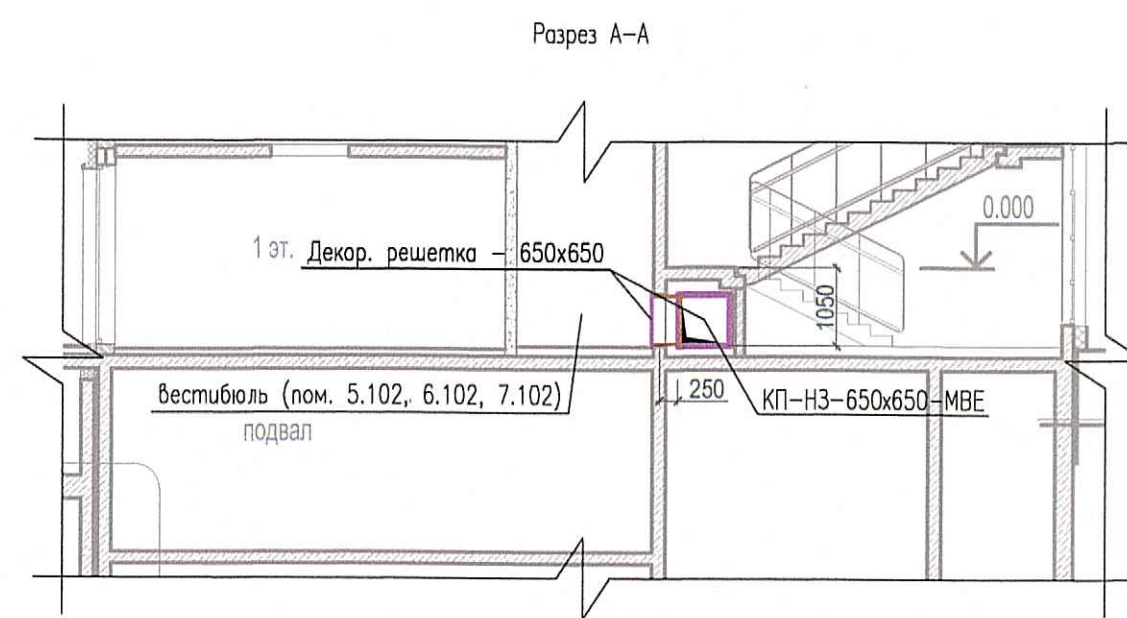 Разрез А-А
0.000
1 эт.
Декор. решетка - 650х650
1050
вестибюль (пом. 5.102, 6.102, 7.102)
250
КП-НЗ-650х650-МВЕ
подвал